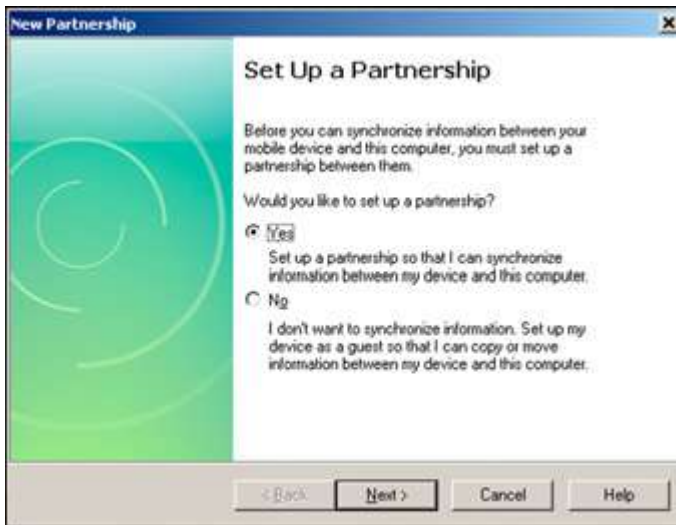 New Partnership
Set Up a Partnership
Before you can synchronize information between your
mobile device and this computer, you must set up a
partnership between them.
Would you like to set up a partnership?
Yes
Set up a partnership so that I can synchronize
information between my device and this computer.
No
I don't want to synchronize information. Set up my
device as a guest so that I can copy or move
information between my device and this computer.
< Back
Next >
Cancel
Help